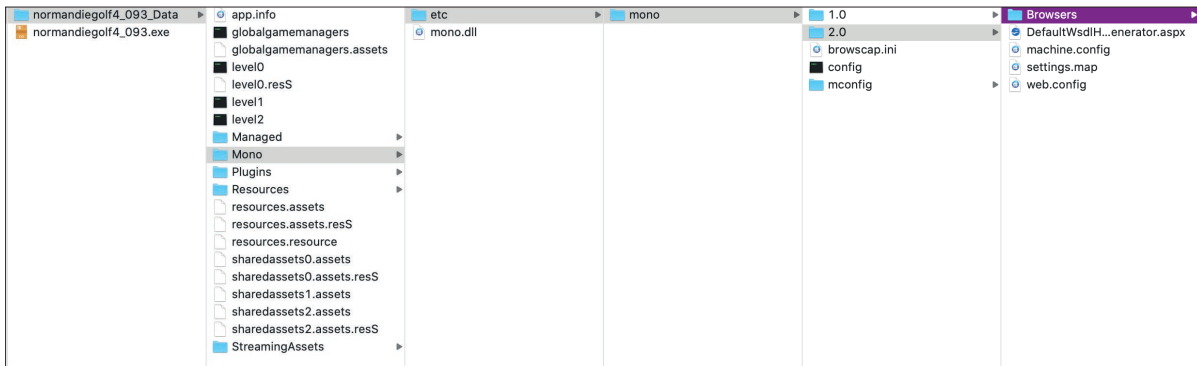 normandiegolf4_093_Data
normandiegolf4_093.exe
app.info
globalgamemanagers
globalgamemanagers.assets
level0
level0.resS
level1
level2
Managed
Mono
Plugins
Resources
resources.assets
resources.assets.resS
resources.resource
sharedassets0.assets
sharedassets0.assets.resS
sharedassets1.assets
sharedassets2.assets
sharedassets2.assets.resS
StreamingAssets
etc
mono.dll
mono
1.0
2.0
browscap.ini
config
mconfig
Browsers
DefaultWsdlH...enerator.aspx
machine.config
settings.map
web.config